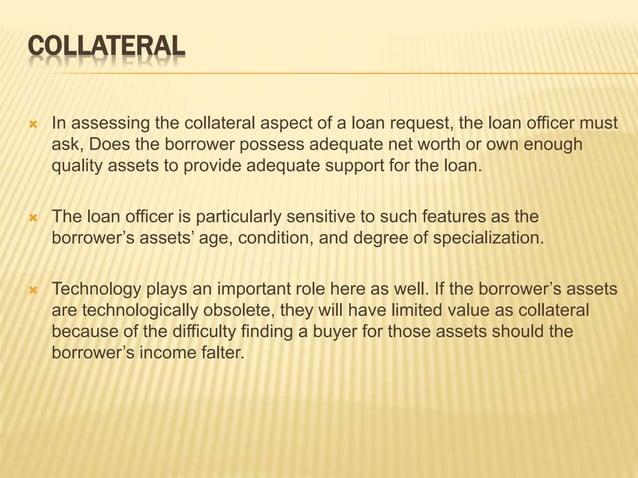 COLLATERAL
In assessing the collateral aspect of a loan request, the loan officer must
ask, Does the borrower possess adequate net worth or own enough
quality assets to provide adequate support for the loan.
The loan officer is particularly sensitive to such features as the
borrower’s assets’ age, condition, and degree of specialization.
Technology plays an important role here as well. If the borrower’s assets
are technologically obsolete, they will have limited value as collateral
because of the difficulty finding a buyer for those assets should the
borrower’s income falter.